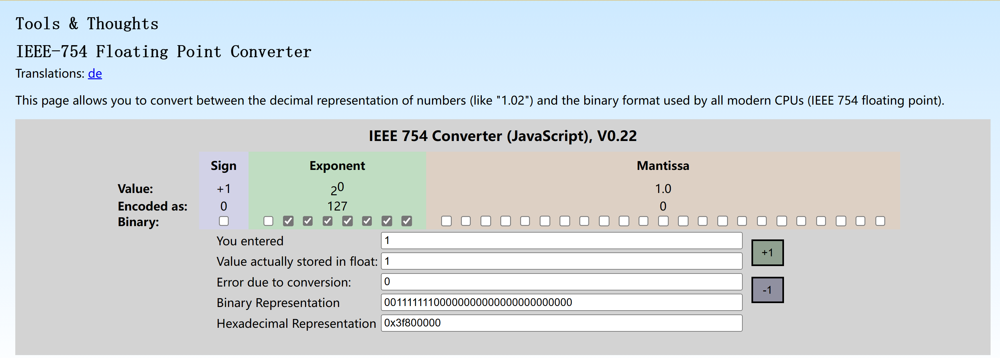 Tools & Thoughts
IEEE-754 Floating Point Converter
Translations: de
This page allows you to convert between the decimal representation of numbers (like "1.02") and the binary format used by all modern CPUs (IEEE 754 floating point).
IEEE 754 Converter (JavaScript), V0.22
Sign Exponent Mantissa
Value: +1 2⁰ 1.0
Encoded as: 0 127 0
Binary:
You entered 1
Value actually stored in float: 1
+1
Error due to conversion: 0
-1
Binary Representation 00111111100000000000000000000000
Hexadecimal Representation 0x3f800000